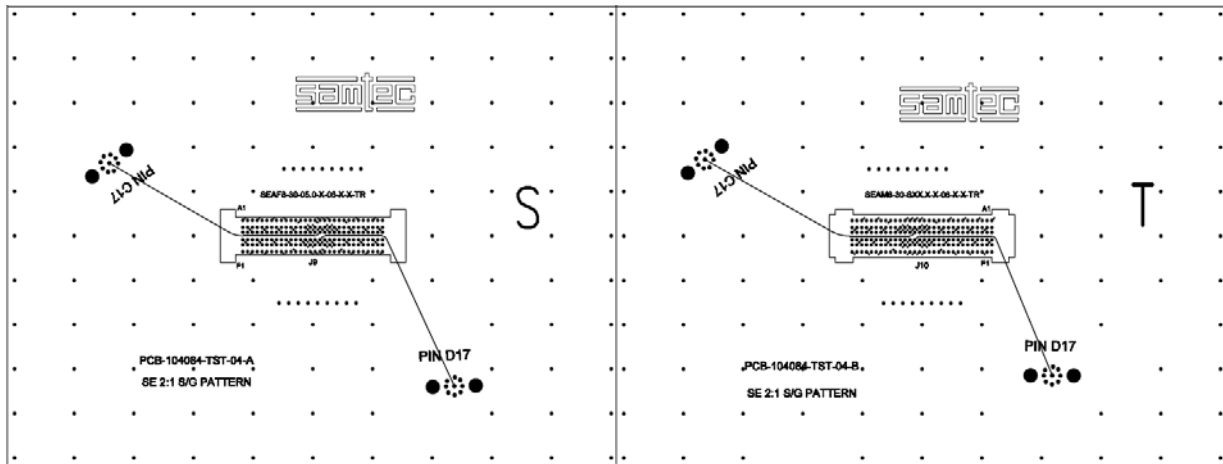 samtec
PIN C17
SEAF8-30-05.0-X-06-X-X-TR
A1
F1
J9
S
PIN D17
PCB-104084-TST-04-A
SE 2:1 S/G PATTERN
samtec
PIN C17
SEAM8-30-SXX.X-X-06-X-X-TR
A1
J10
F1
T
PIN D17
PCB-104084-TST-04-B
SE 2:1 S/G PATTERN